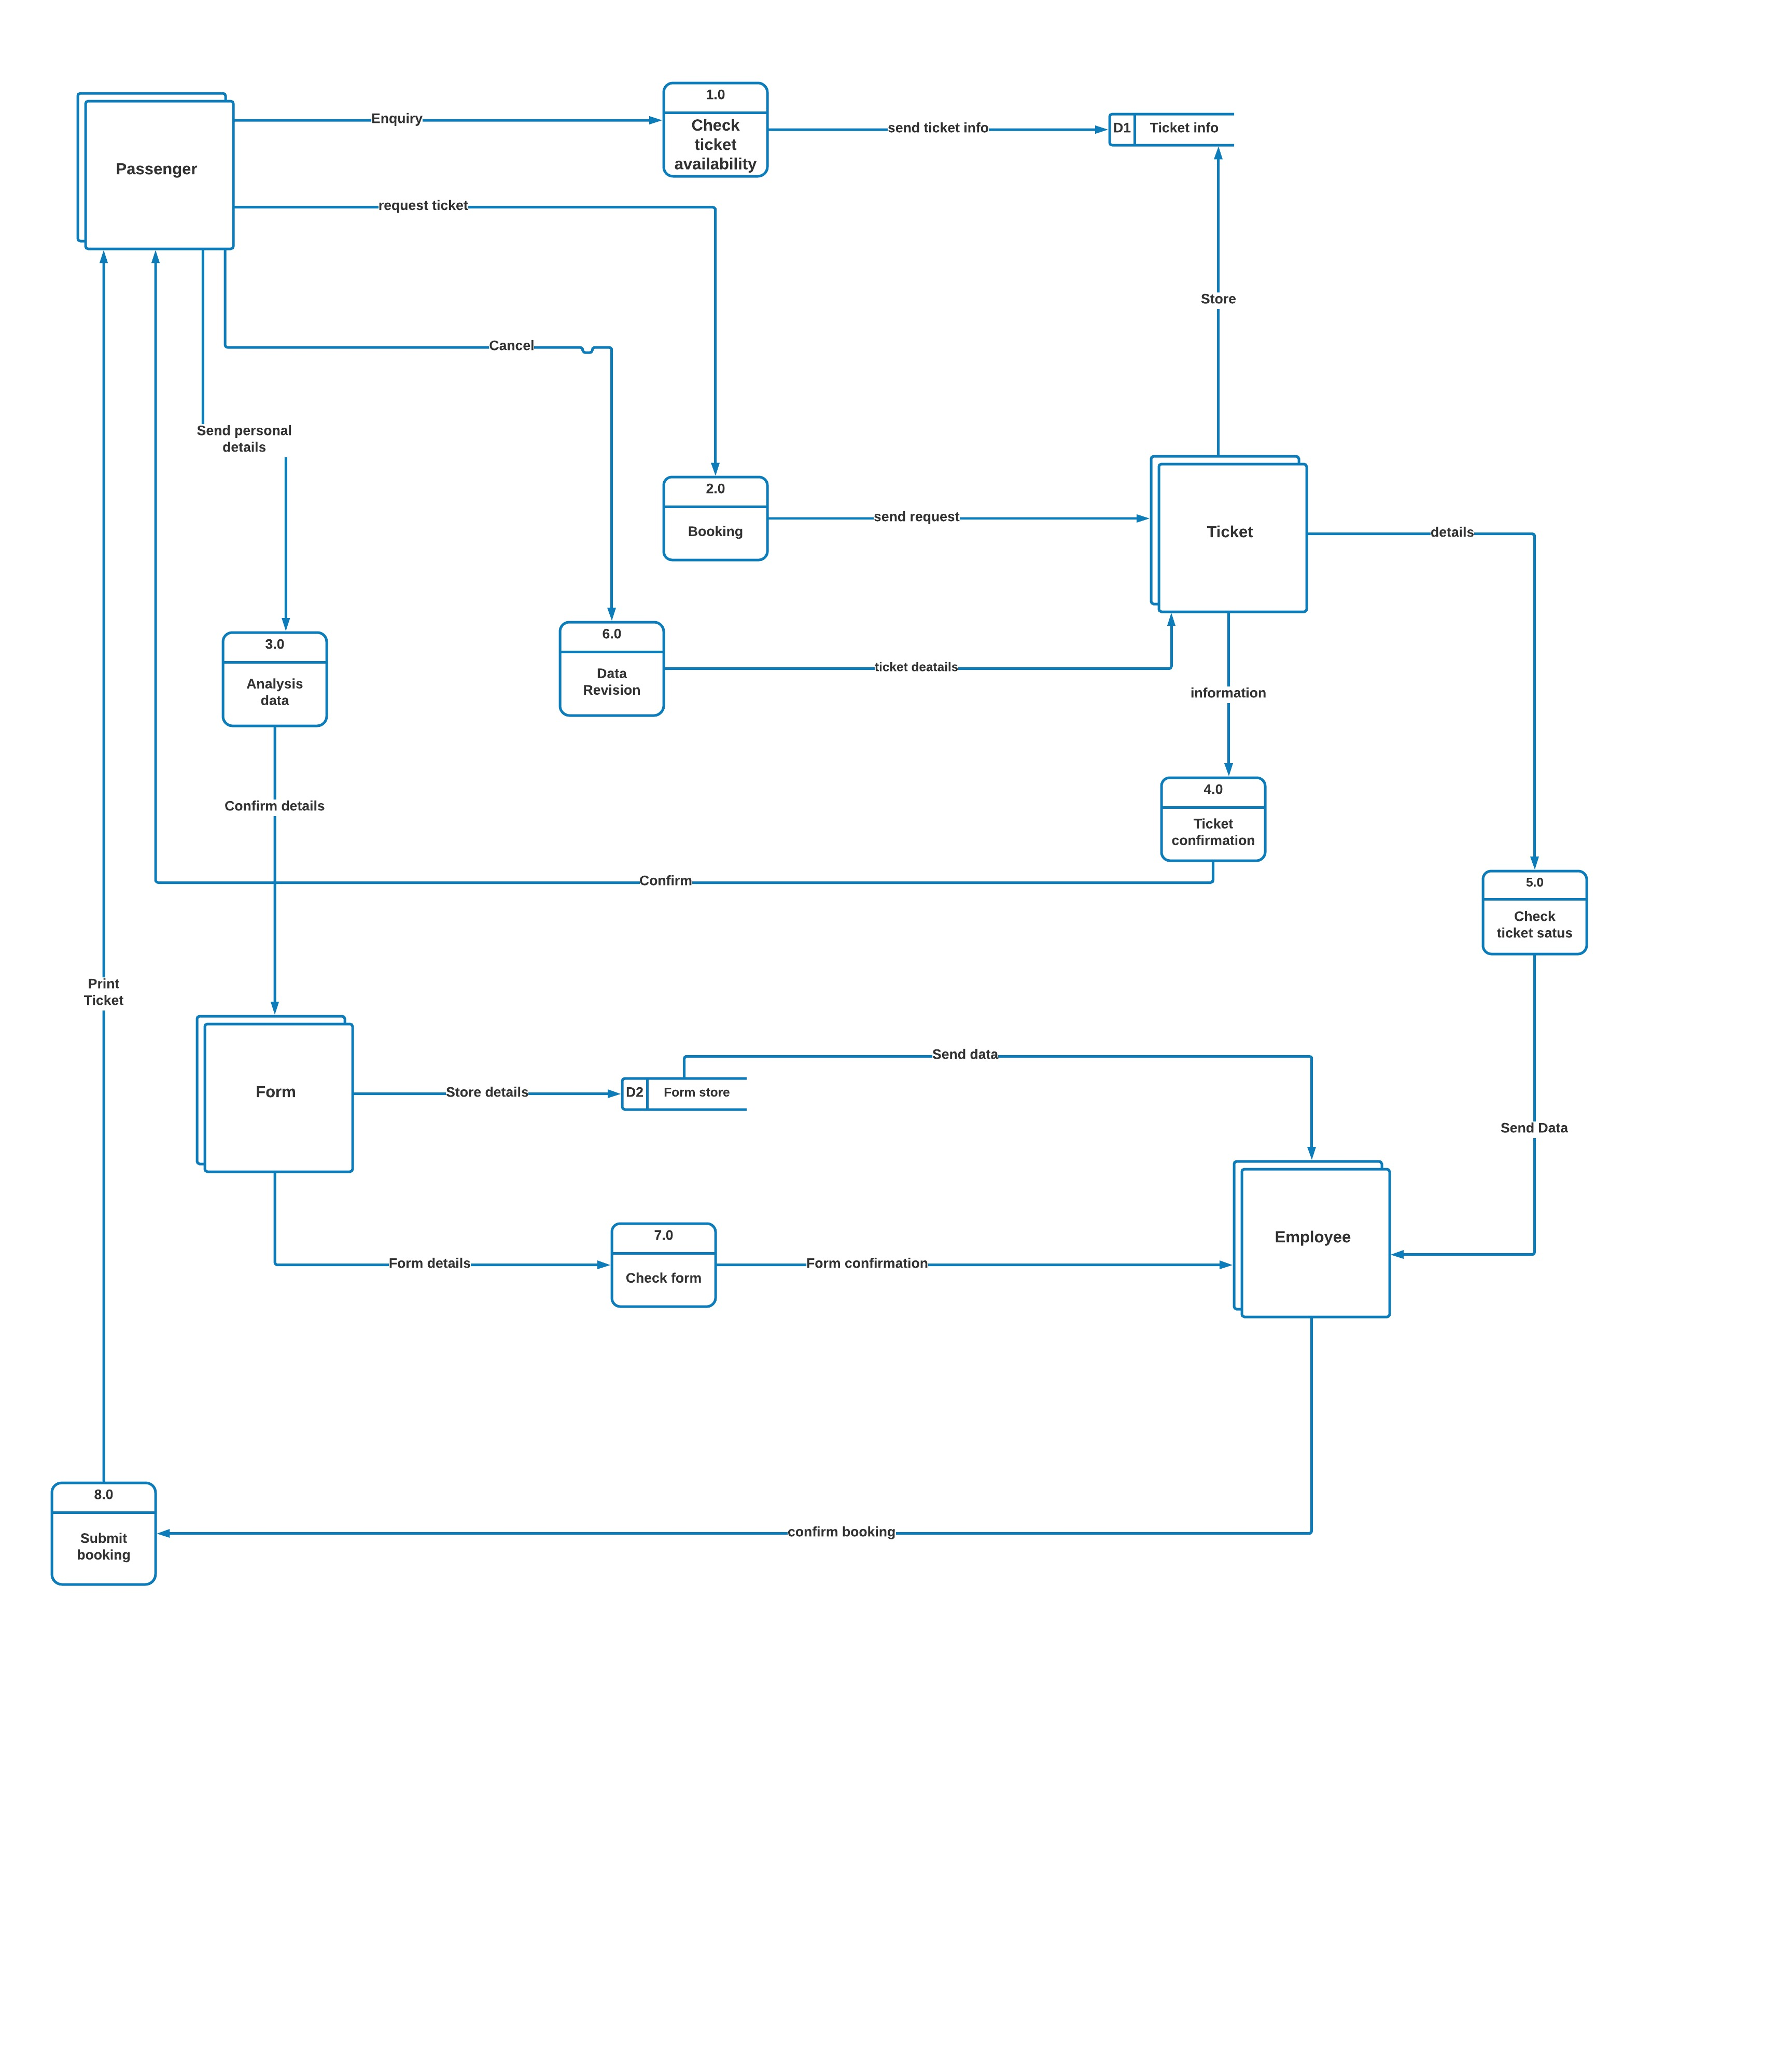 1.0
Enquiry
Check
ticket
availability
send ticket info
D1
Ticket info
Passenger
request ticket
Store
Cancel
Send personal
details
2.0
Booking
send request
Ticket
details
6.0
Data
Revision
ticket deatails
3.0
Analysis
data
information
4.0
Ticket
confirmation
Confirm details
Confirm
5.0
Check
ticket satus
Print
Ticket
Send data
Form
Store details
D2
Form store
Send Data
7.0
Check form
Form details
Form confirmation
Employee
8.0
Submit
booking
confirm booking